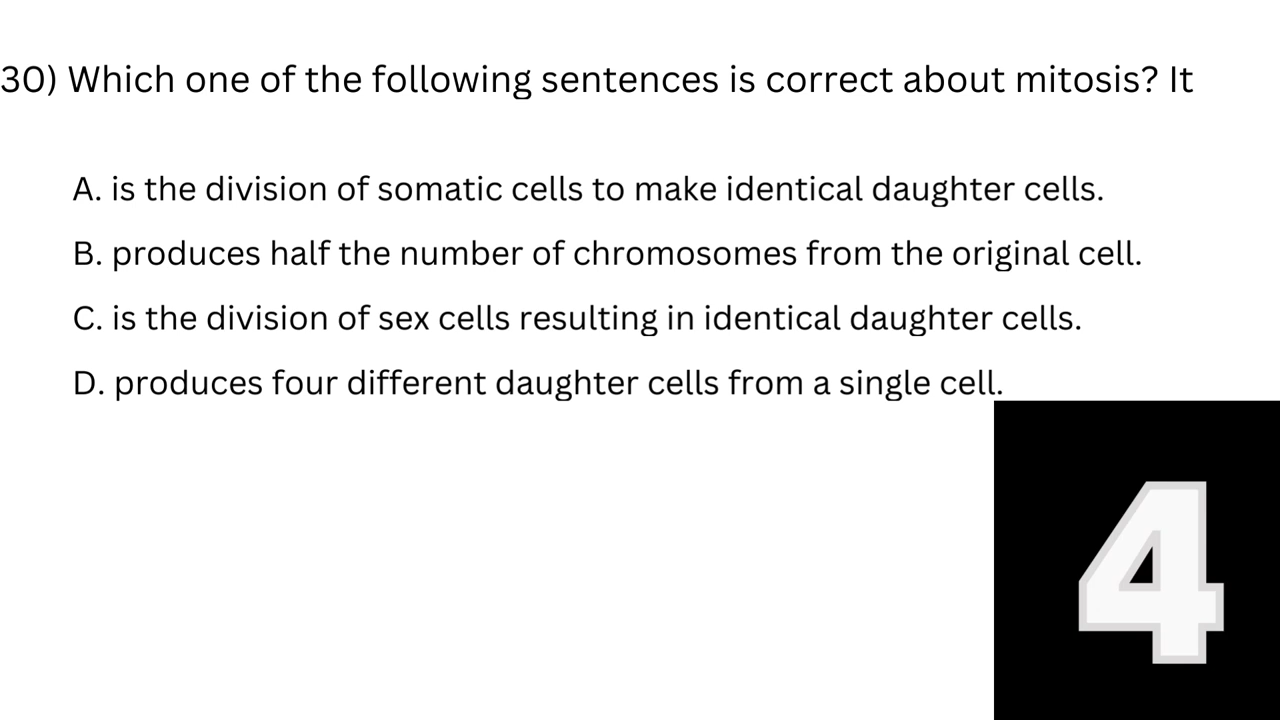 30) Which one of the following sentences is correct about mitosis? It
A. is the division of somatic cells to make identical daughter cells.
B. produces half the number of chromosomes from the original cell.
C. is the division of sex cells resulting in identical daughter cells.
D. produces four different daughter cells from a single cell.
4